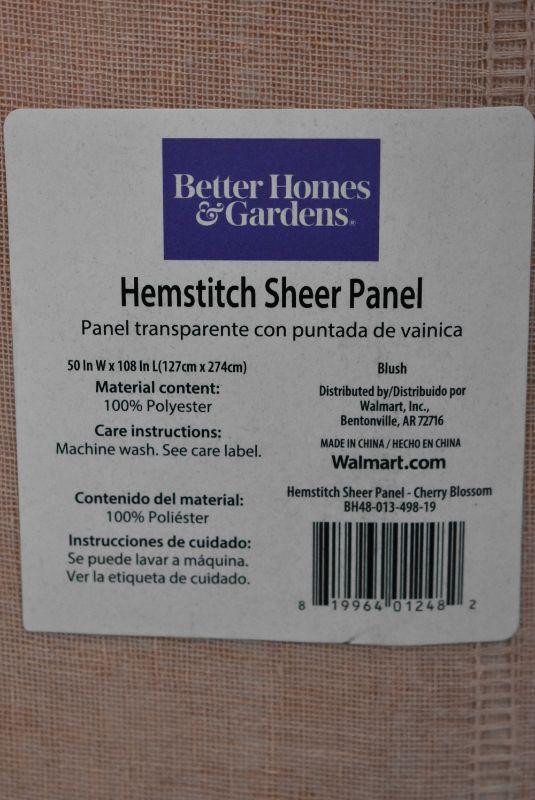 Better Homes
& Gardens®
Hemstitch Sheer Panel
Panel transparente con puntada de vainica
50 In W x 108 In L(127cm x 274cm)
Material content:
100% Polyester
Care instructions:
Machine wash. See care label.
Contenido del material:
100% Poliéster
Instrucciones de cuidado:
Se puede lavar a máquina.
Ver la etiqueta de cuidado.
Blush
Distributed by/Distribuido por
Walmart, Inc.,
Bentonville, AR 72716
MADE IN CHINA / HECHO EN CHINA
Walmart.com
Hemstitch Sheer Panel - Cherry Blossom
BH48-013-498-19
8 19964 01248 2